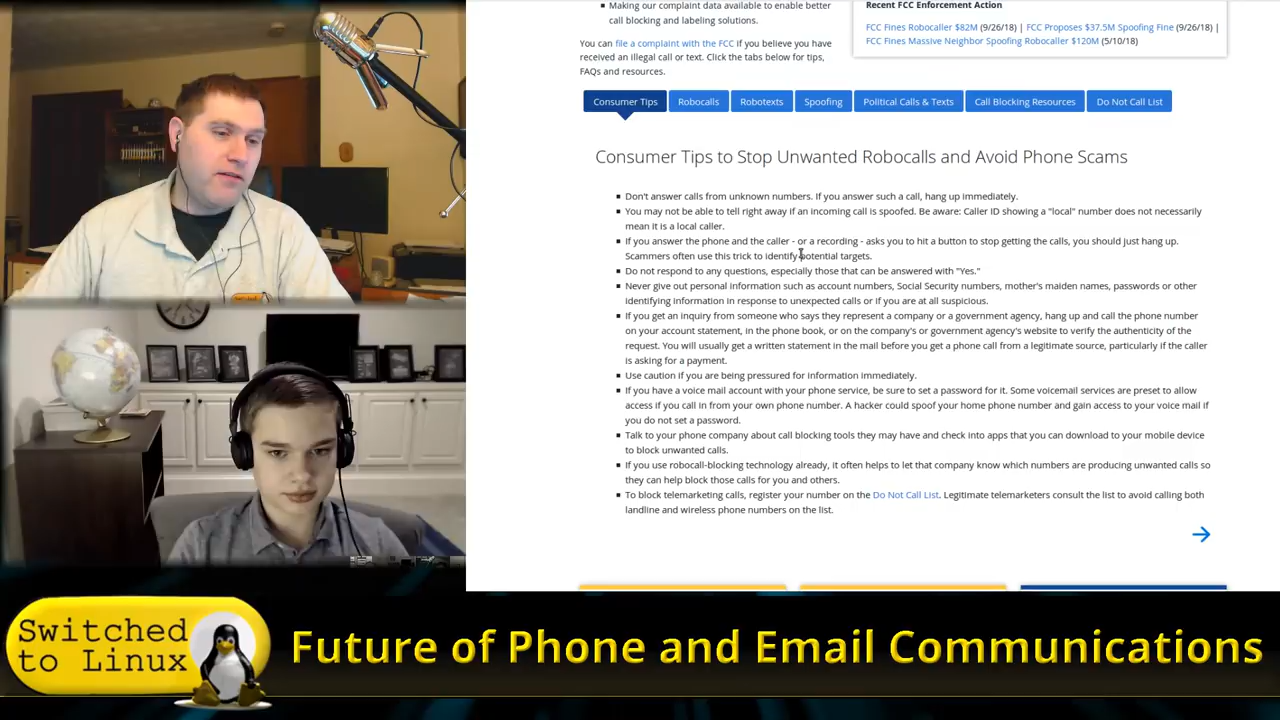 Making our complaint data available to enable better
call blocking and labeling solutions.
You can file a complaint with the FCC if you believe you have
received an illegal call or text. Click the tabs below for tips,
FAQs and resources.
Recent FCC Enforcement Action
FCC Fines Robocaller $82M (9/26/18) | FCC Proposes $37.5M Spoofing Fine (9/26/18) |
FCC Fines Massive Neighbor Spoofing Robocaller $120M (5/10/18)
Consumer Tips Robocalls Robotexts Spoofing Political Calls & Texts Call Blocking Resources Do Not Call List
Consumer Tips to Stop Unwanted Robocalls and Avoid Phone Scams
Don't answer calls from unknown numbers. If you answer such a call, hang up immediately.
You may not be able to tell right away if an incoming call is spoofed. Be aware: Caller ID showing a "local" number does not necessarily
mean it is a local caller.
If you answer the phone and the caller - or a recording - asks you to hit a button to stop getting the calls, you should just hang up.
Scammers often use this trick to identify potential targets.
Do not respond to any questions, especially those that can be answered with "Yes."
Never give out personal information such as account numbers, Social Security numbers, mother's maiden names, passwords or other
identifying information in response to unexpected calls or if you are at all suspicious.
If you get an inquiry from someone who says they represent a company or a government agency, hang up and call the phone number
on your account statement, in the phone book, or on the company's or government agency's website to verify the authenticity of the
request. You will usually get a written statement in the mail before you get a phone call from a legitimate source, particularly if the caller
is asking for a payment.
Use caution if you are being pressured for information immediately.
If you have a voice mail account with your phone service, be sure to set a password for it. Some voicemail services are preset to allow
access if you call in from your own phone number. A hacker could spoof your home phone number and gain access to your voice mail if
you do not set a password.
Talk to your phone company about call blocking tools they may have and check into apps that you can download to your mobile device
to block unwanted calls.
If you use robocall-blocking technology already, it often helps to let that company know which numbers are producing unwanted calls so
they can help block those calls for you and others.
To block telemarketing calls, register your number on the Do Not Call List. Legitimate telemarketers consult the list to avoid calling both
landline and wireless phone numbers on the list.
Switched
to Linux
Future of Phone and Email Communications